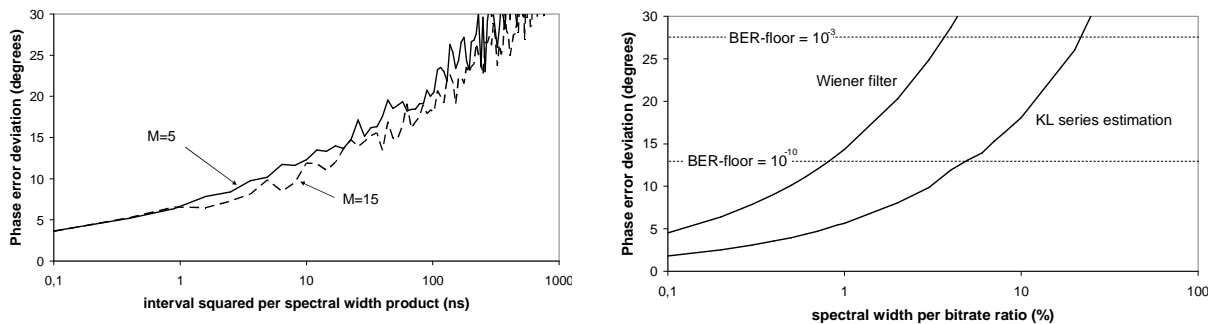 Phase error deviation (degrees)
30
25
20
15
10
5
0
M=5
M=15
0,1
1
10
100
1000
interval squared per spectral width product (ns)
Phase error deviation (degrees)
30
25
20
15
10
5
0
BER-floor = 10-3
Wiener filter
KL series estimation
BER-floor = 10-10
0,1
1
10
100
spectral width per bitrate ratio (%)